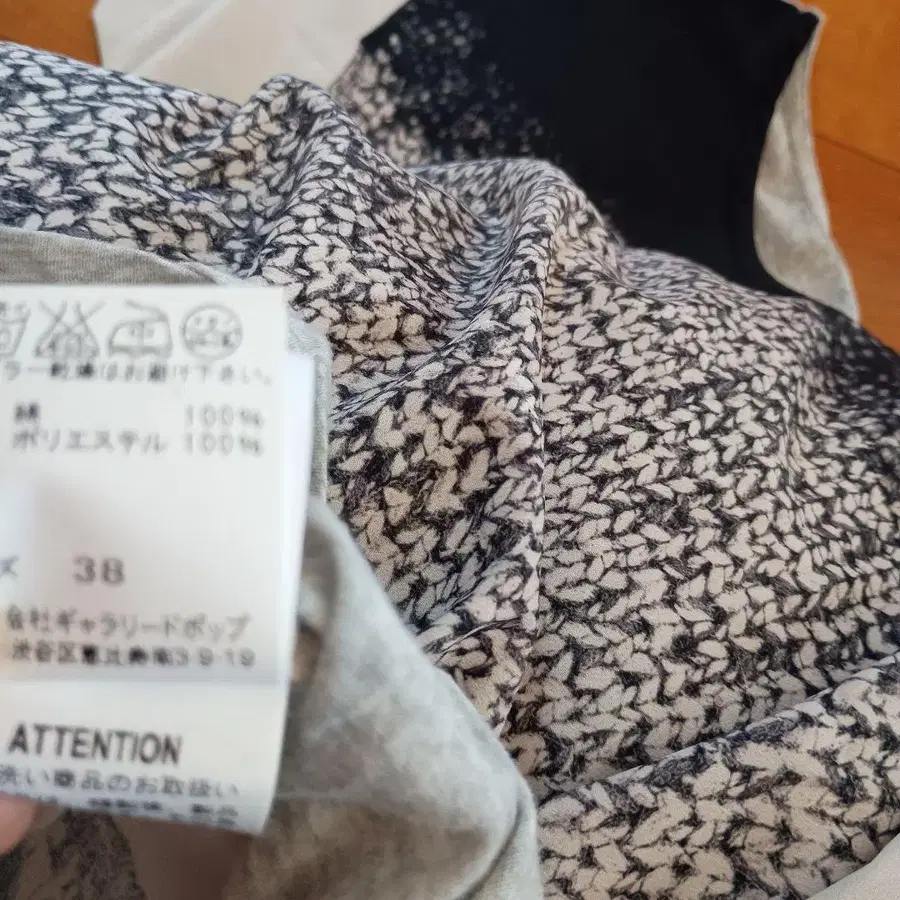 ラー乾燥はお避け下さい。
綿 100%
ポリエステル 100%
ズ 38
会社ギャラリードポップ
渋谷区恵比寿南3-9-19
ATTENTION
洗い商品のお取扱い